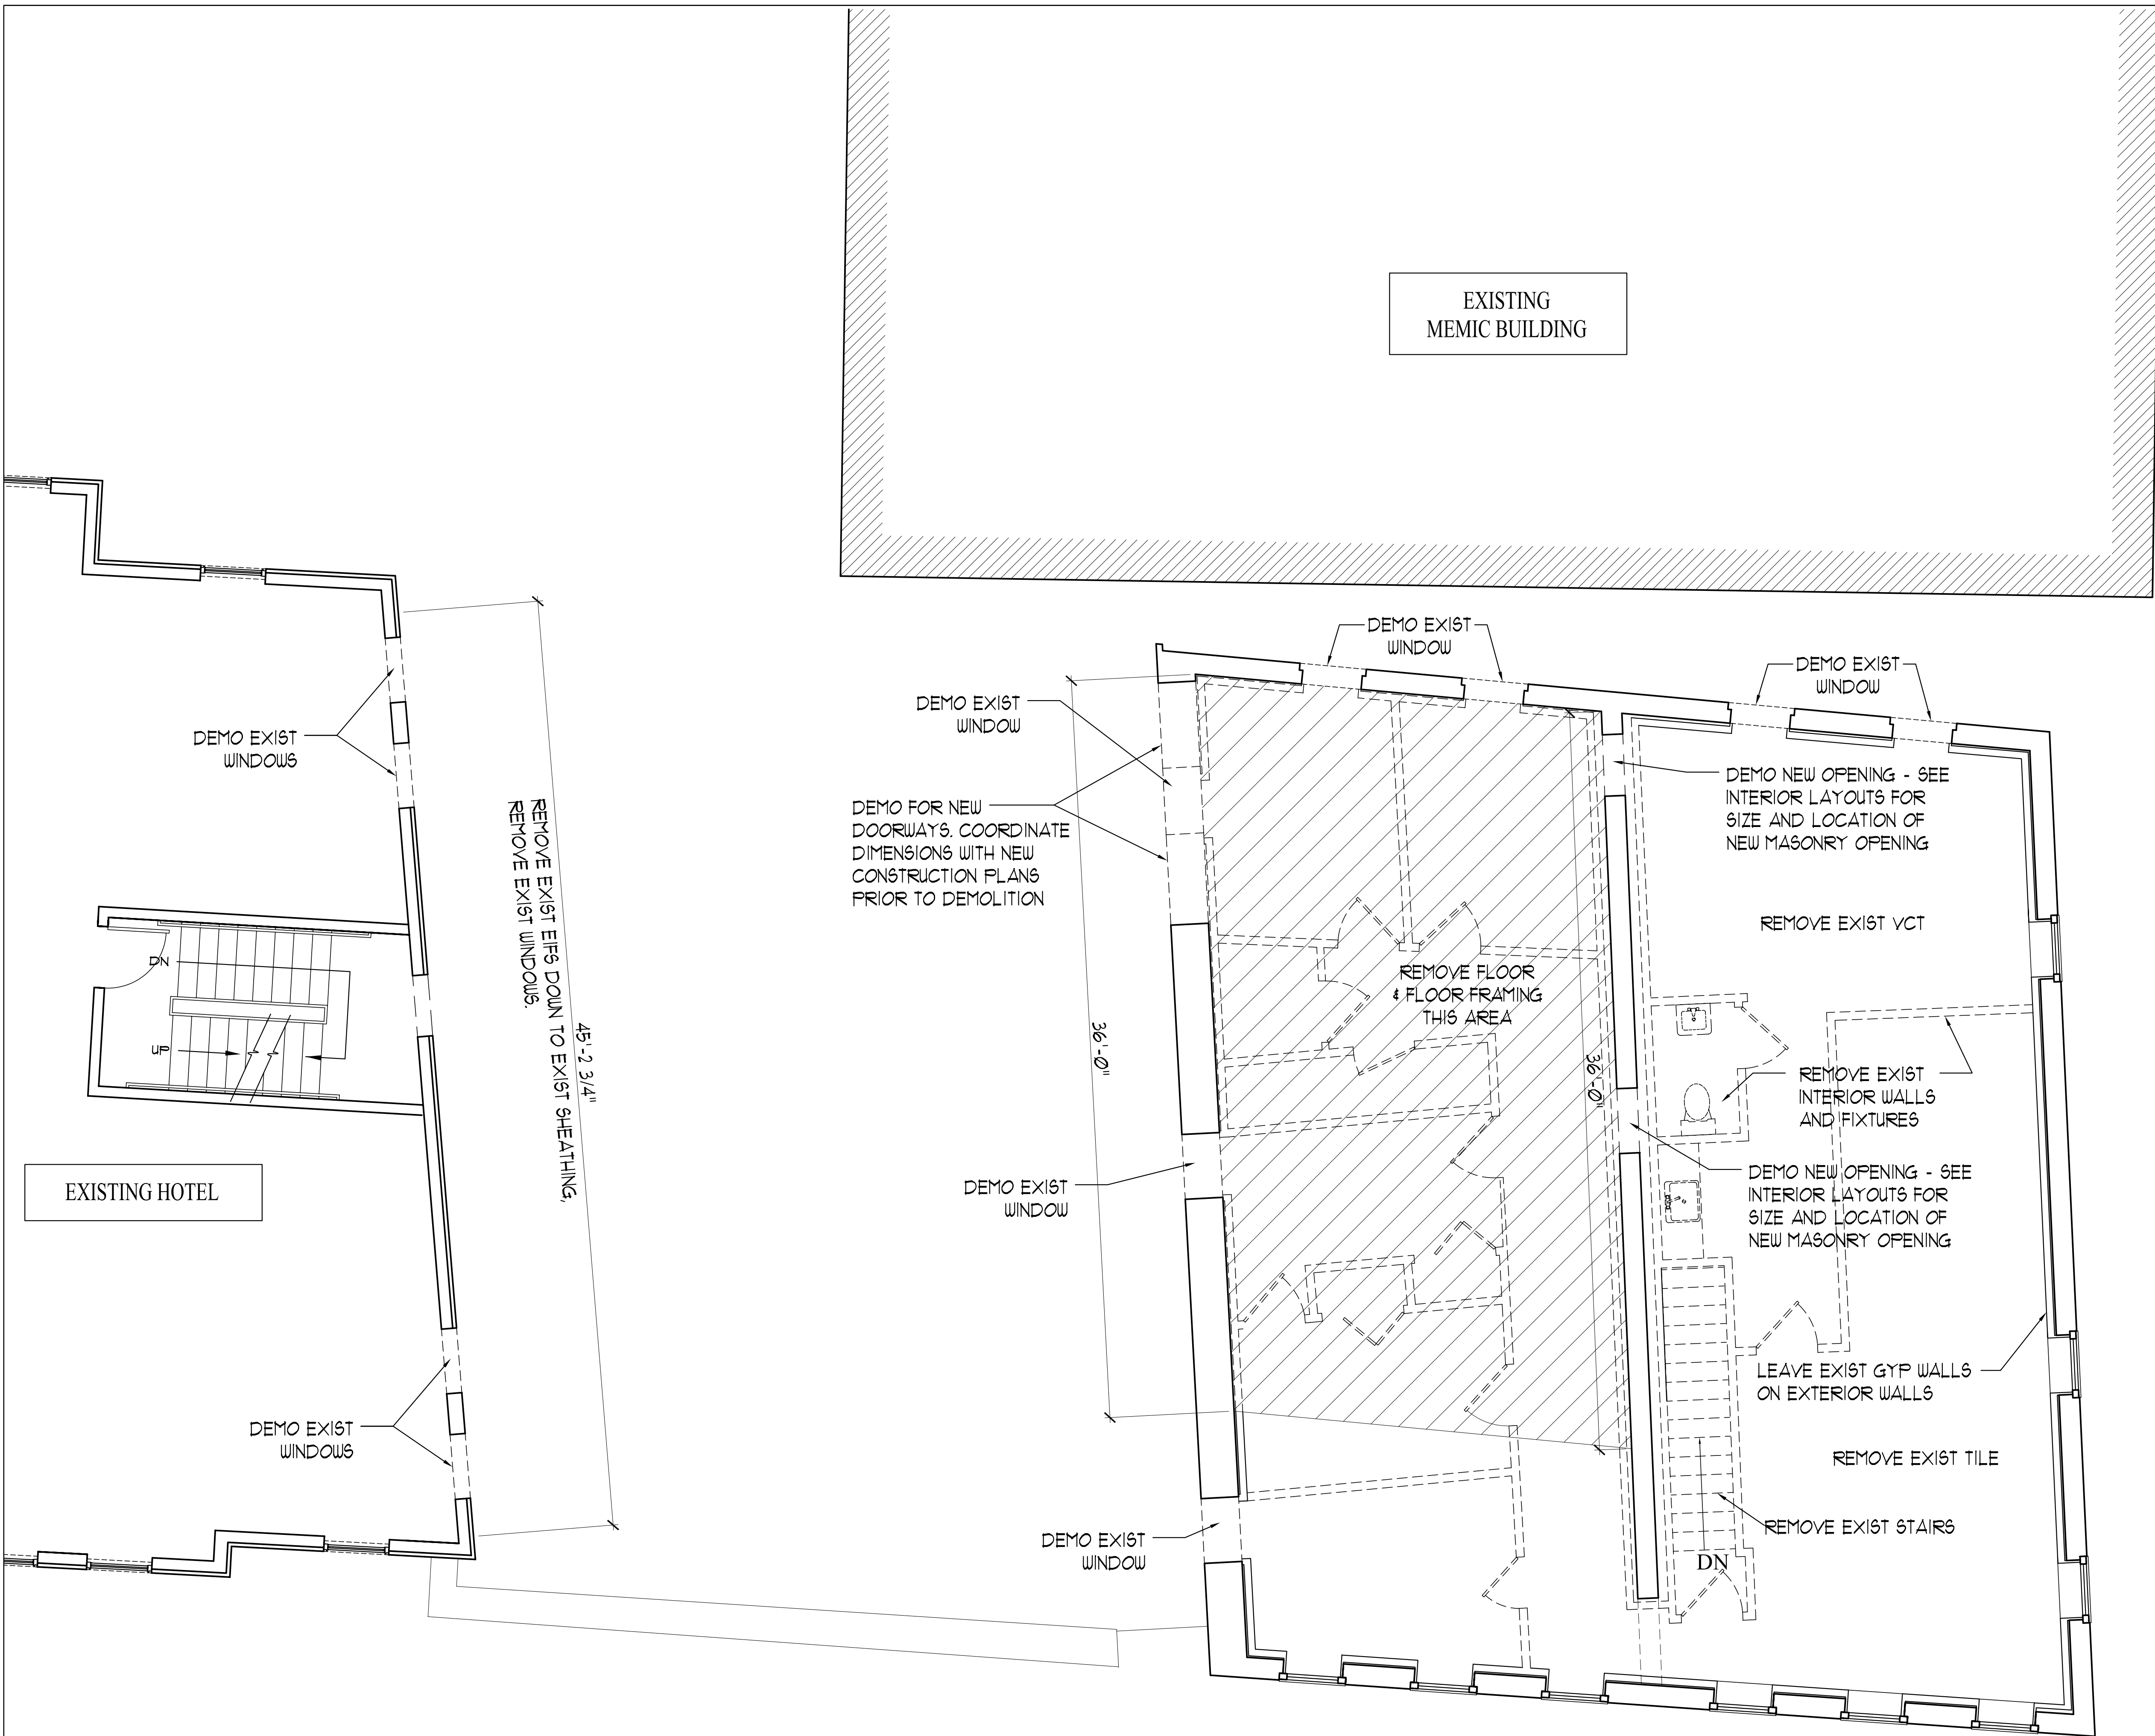 EXISTING
MEMIC BUILDING
DEMO EXIST
WINDOW
DEMO EXIST
WINDOW
DEMO EXIST
WINDOW
DEMO EXIST
WINDOWS
DEMO NEW OPENING - SEE
INTERIOR LAYOUTS FOR
SIZE AND LOCATION OF
NEW MASONRY OPENING
DEMO FOR NEW
DOORWAYS. COORDINATE
DIMENSIONS WITH NEW
CONSTRUCTION PLANS
PRIOR TO DEMOLITION
REMOVE EXIST EIFS DOWN TO EXIST SHEATHING,
REMOVE EXIST WINDOWS.
45'-2 3/4"
REMOVE EXIST VCT
DN
UP
REMOVE FLOOR
& FLOOR FRAMING
THIS AREA
36'-0"
36'-0"
REMOVE EXIST
INTERIOR WALLS
AND FIXTURES
EXISTING HOTEL
DEMO EXIST
WINDOW
DEMO NEW OPENING - SEE
INTERIOR LAYOUTS FOR
SIZE AND LOCATION OF
NEW MASONRY OPENING
LEAVE EXIST GYP WALLS
ON EXTERIOR WALLS
DEMO EXIST
WINDOWS
REMOVE EXIST TILE
DEMO EXIST
WINDOW
REMOVE EXIST STAIRS
DN